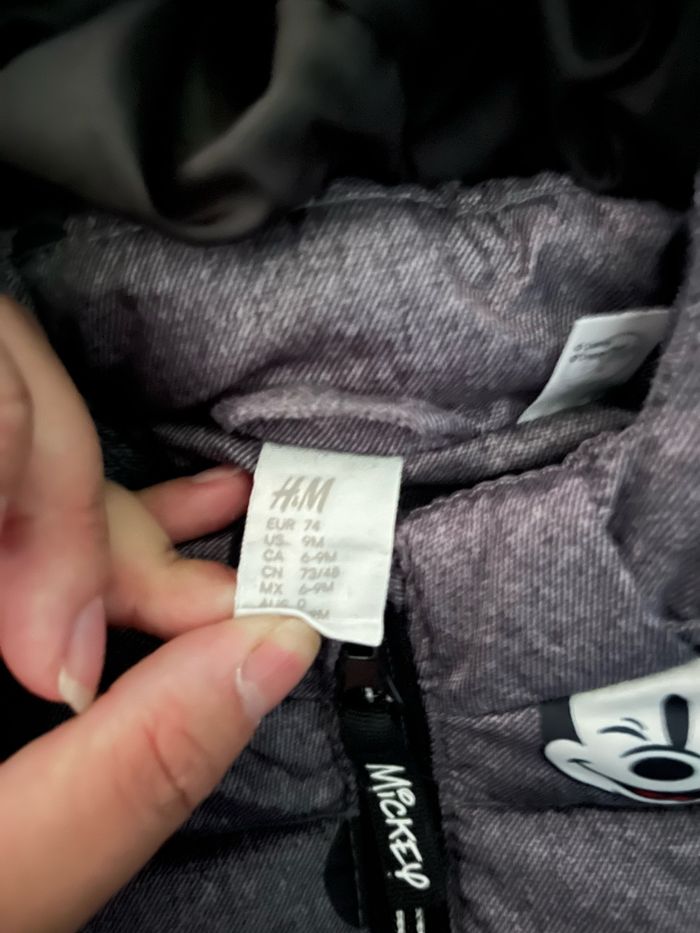 H&M
EUR 74
US 9M
CA 6-9M
CN 73/48
MX 6-9M
MICKEY